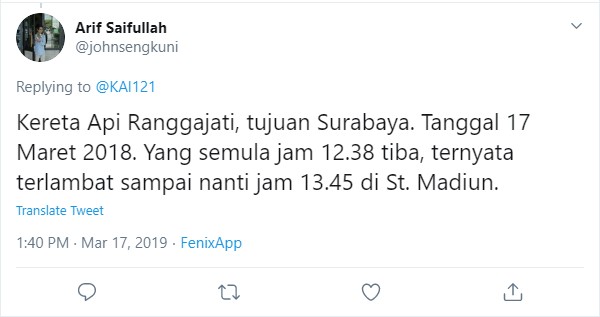 Arif Saifullah
@johnsengkuni
Replying to @KAI121
Kereta Api Ranggajati, tujuan Surabaya. Tanggal 17
Maret 2018. Yang semula jam 12.38 tiba, ternyata
terlambat sampai nanti jam 13.45 di St. Madiun.
Translate Tweet
1:40 PM · Mar 17, 2019 · FenixApp